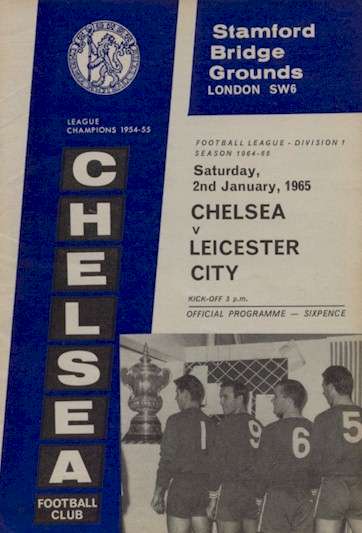 Stamford
Bridge
Grounds
LONDON SW6
LEAGUE
CHAMPIONS 1954-55
FOOTBALL LEAGUE - DIVISION 1
SEASON 1964-65
Saturday,
2nd January, 1965
CHELSEA
v
LEICESTER
CITY
KICK-OFF 3 p.m.
OFFICIAL PROGRAMME — SIXPENCE
CHELSEA
FOOTBALL
CLUB
1 9 6 5